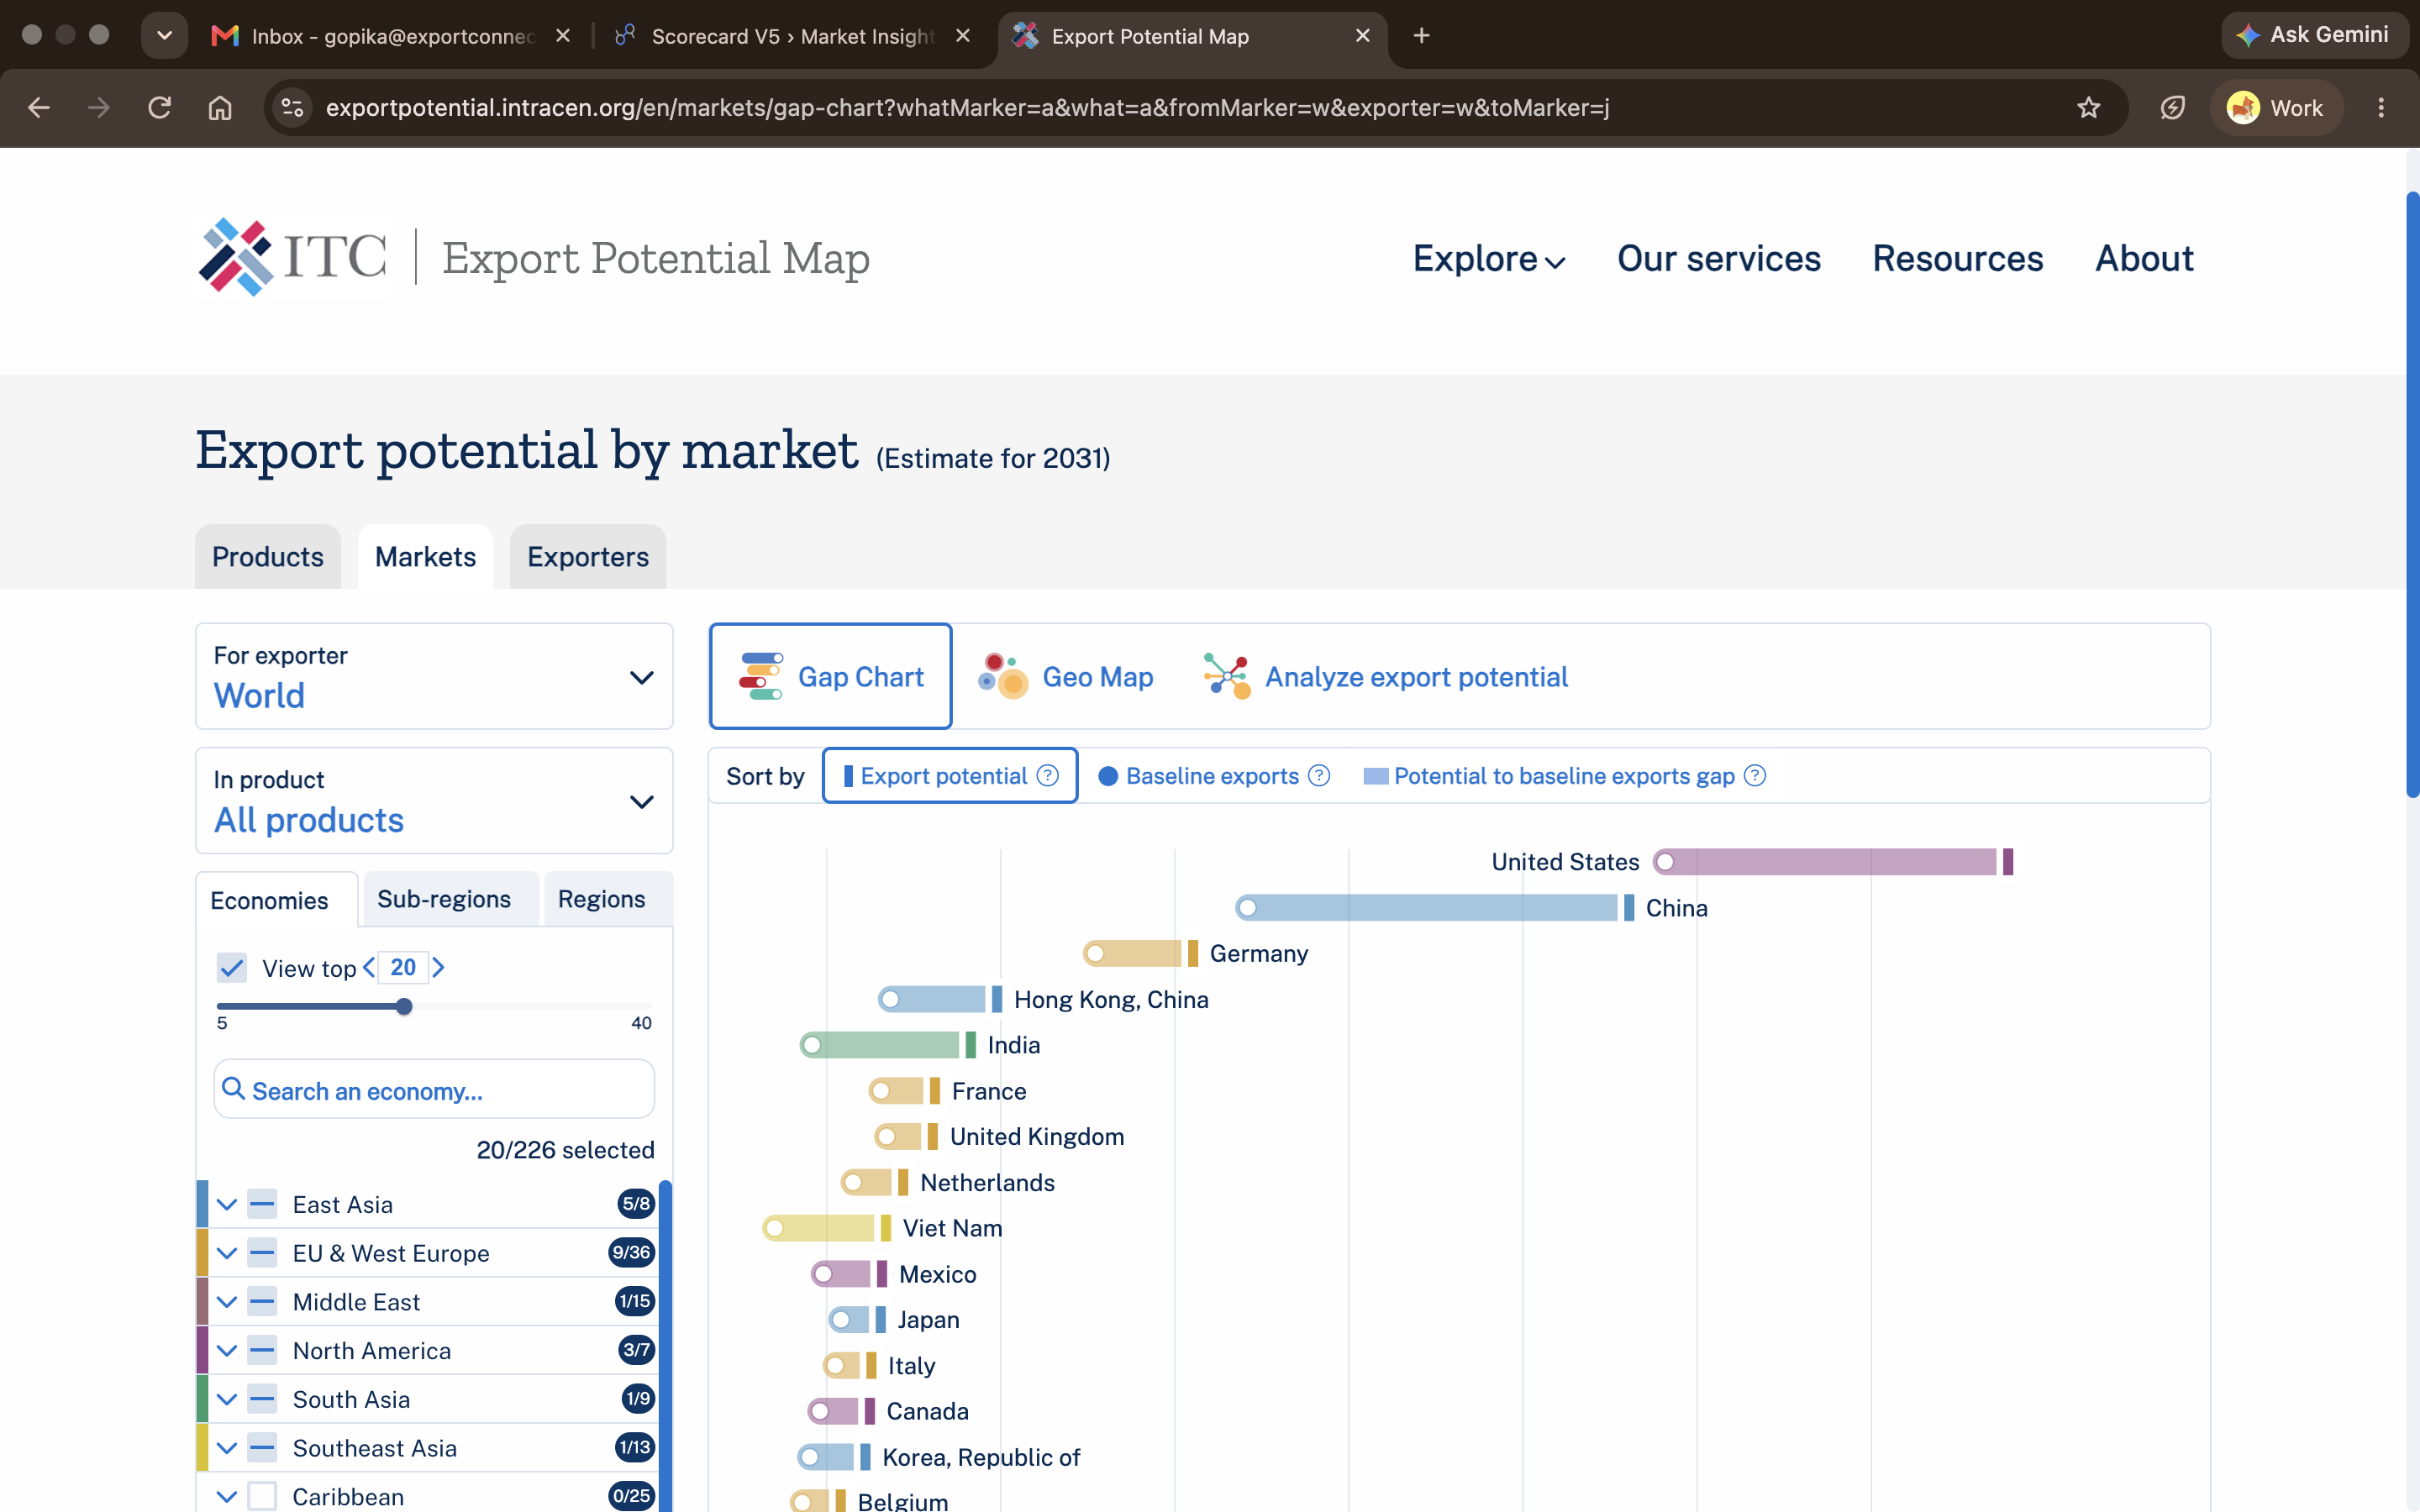 Inbox - gopika@exportconnec
Scorecard V5 › Market Insight
Export Potential Map
Ask Gemini
exportpotential.intracen.org/en/markets/gap-chart?whatMarker=a&what=a&fromMarker=w&exporter=w&toMarker=j
Work
ITC
Export Potential Map
Explore
Our services
Resources
About
Export potential by market (Estimate for 2031)
Products
Markets
Exporters
For exporter
World
In product
All products
Economies
Sub-regions
Regions
View top
20
5
40
Search an economy...
20/226 selected
East Asia 5/8
EU & West Europe 9/36
Middle East 1/15
North America 3/7
South Asia 1/9
Southeast Asia 1/13
Caribbean 0/25
Gap Chart
Geo Map
Analyze export potential
Sort by
Export potential ?
Baseline exports ?
Potential to baseline exports gap ?
United States
China
Germany
Hong Kong, China
India
France
United Kingdom
Netherlands
Viet Nam
Mexico
Japan
Italy
Canada
Korea, Republic of
Belgium